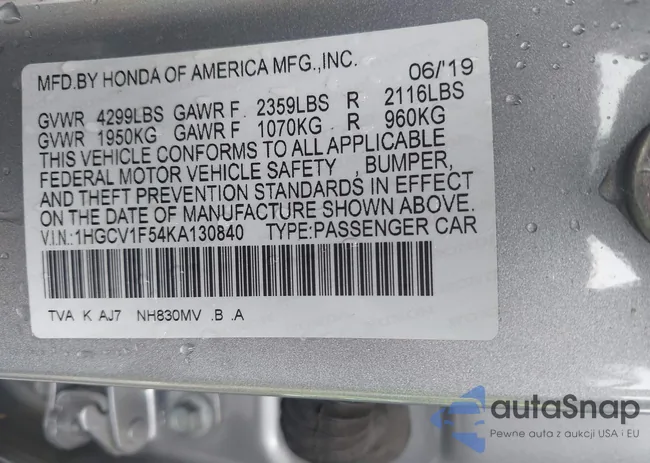 MFD.BY HONDA OF AMERICA MFG.,INC. 06/'19
GVWR 4299LBS GAWR F 2359LBS R 2116LBS
GVWR 1950KG GAWR F 1070KG R 960KG
THIS VEHICLE CONFORMS TO ALL APPLICABLE
FEDERAL MOTOR VEHICLE SAFETY , BUMPER,
AND THEFT PREVENTION STANDARDS IN EFFECT
ON THE DATE OF MANUFACTURE SHOWN ABOVE.
V.I.N.:1HGCV1F54KA130840 TYPE:PASSENGER CAR
TVA K AJ7 NH830MV .B .A
autoSnap
Pewne auta z aukcji USA i EU